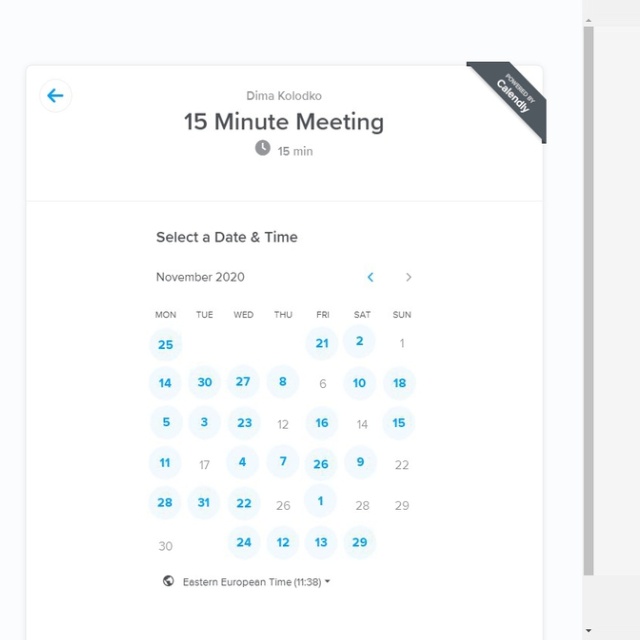 POWERED BY
Calendly
Dima Kolodko
15 Minute Meeting
15 min
Select a Date & Time
November 2020
MON TUE WED THU FRI SAT SUN
25 21 2 1
14 30 27 8 6 10 18
5 3 23 12 16 14 15
11 17 4 7 26 9 22
28 31 22 26 1 28 29
30 24 12 13 29
Eastern European Time (11:38)